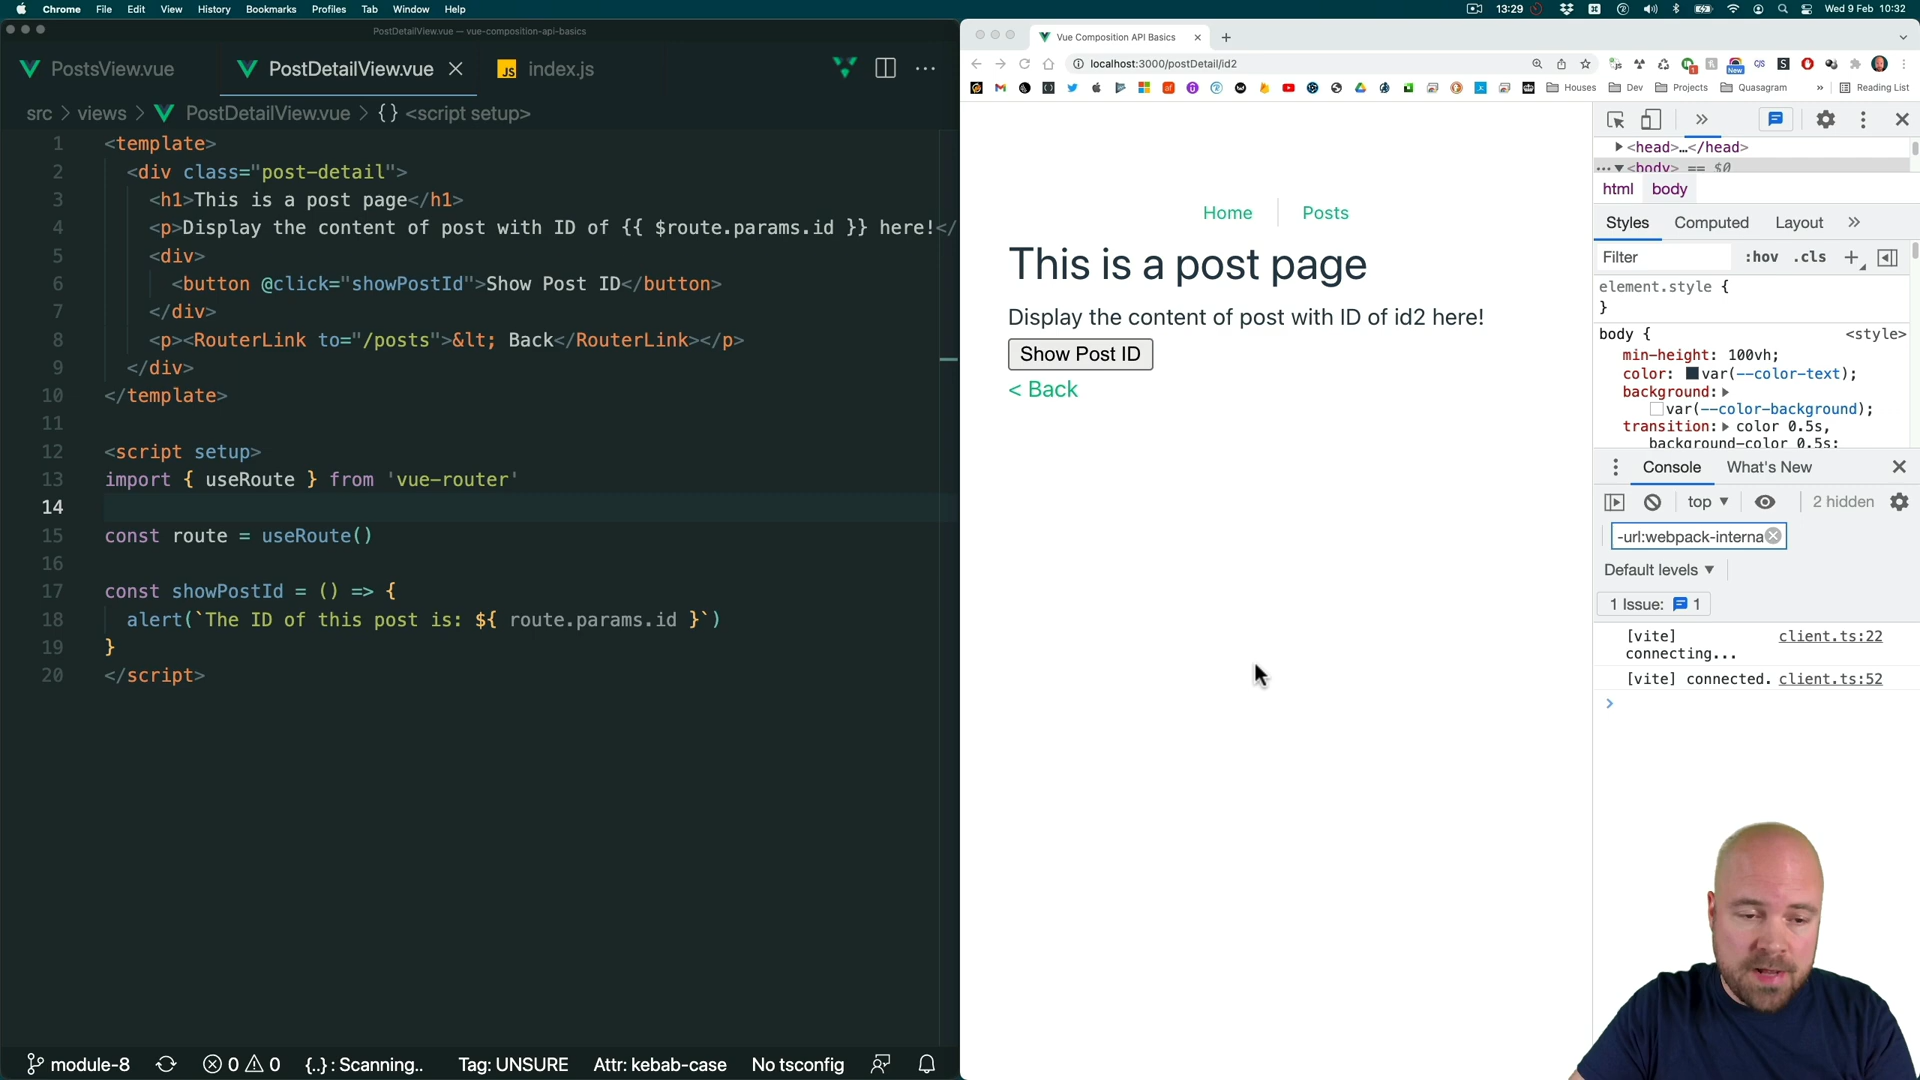 Chrome File Edit View History Bookmarks Profiles Tab Window Help
13:29 Wed 9 Feb 10:32
PostDetailView.vue — vue-composition-api-basics
PostsView.vue PostDetailView.vue JS index.js
src > views > PostDetailView.vue > {} <script setup>
1 <template>
2 <div class="post-detail">
3 <h1>This is a post page</h1>
4 <p>Display the content of post with ID of {{ $route.params.id }} here!</
5 <div>
6 <button @click="showPostId">Show Post ID</button>
7 </div>
8 <p><RouterLink to="/posts">&lt; Back</RouterLink></p>
9 </div>
10 </template>
11
12 <script setup>
13 import { useRoute } from 'vue-router'
14
15 const route = useRoute()
16
17 const showPostId = () => {
18 alert(`The ID of this post is: ${ route.params.id }`)
19 }
20 </script>
module-8 0 0 {..} : Scanning.. Tag: UNSURE Attr: kebab-case No tsconfig
Vue Composition API Basics
localhost:3000/postDetail/id2
Houses Dev Projects Quasagram » Reading List
Home Posts
This is a post page
Display the content of post with ID of id2 here!
Show Post ID
< Back
<head>…</head>
<body> == $0
html body
Styles Computed Layout »
Filter :hov .cls +
element.style {
}
body { <style>
min-height: 100vh;
color: var(--color-text);
background:
var(--color-background);
transition: color 0.5s,
background-color 0.5s;
Console What's New
top 2 hidden
-url:webpack-interna
Default levels
1 Issue: 1
[vite] client.ts:22
connecting...
[vite] connected. client.ts:52